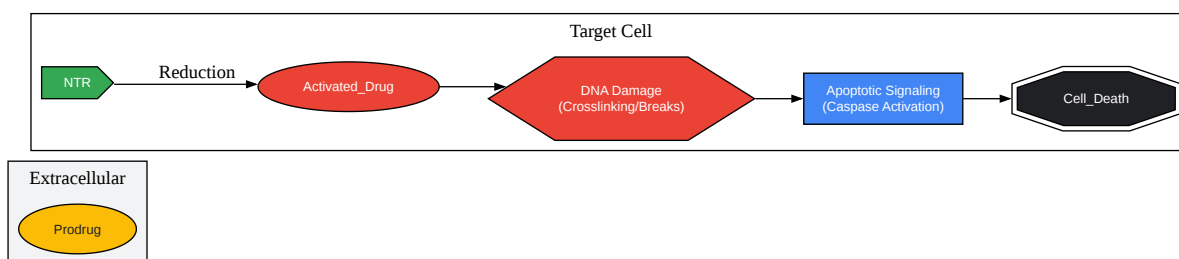 Target Cell
NTR
Reduction
Activated_Drug
DNA Damage
(Crosslinking/Breaks)
Apoptotic Signaling
(Caspase Activation)
Cell_Death
Extracellular
Prodrug